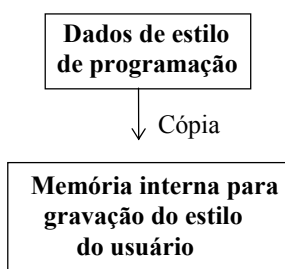 Dados de estilo
de programação
Cópia
Memória interna para
gravação do estilo
do usuário